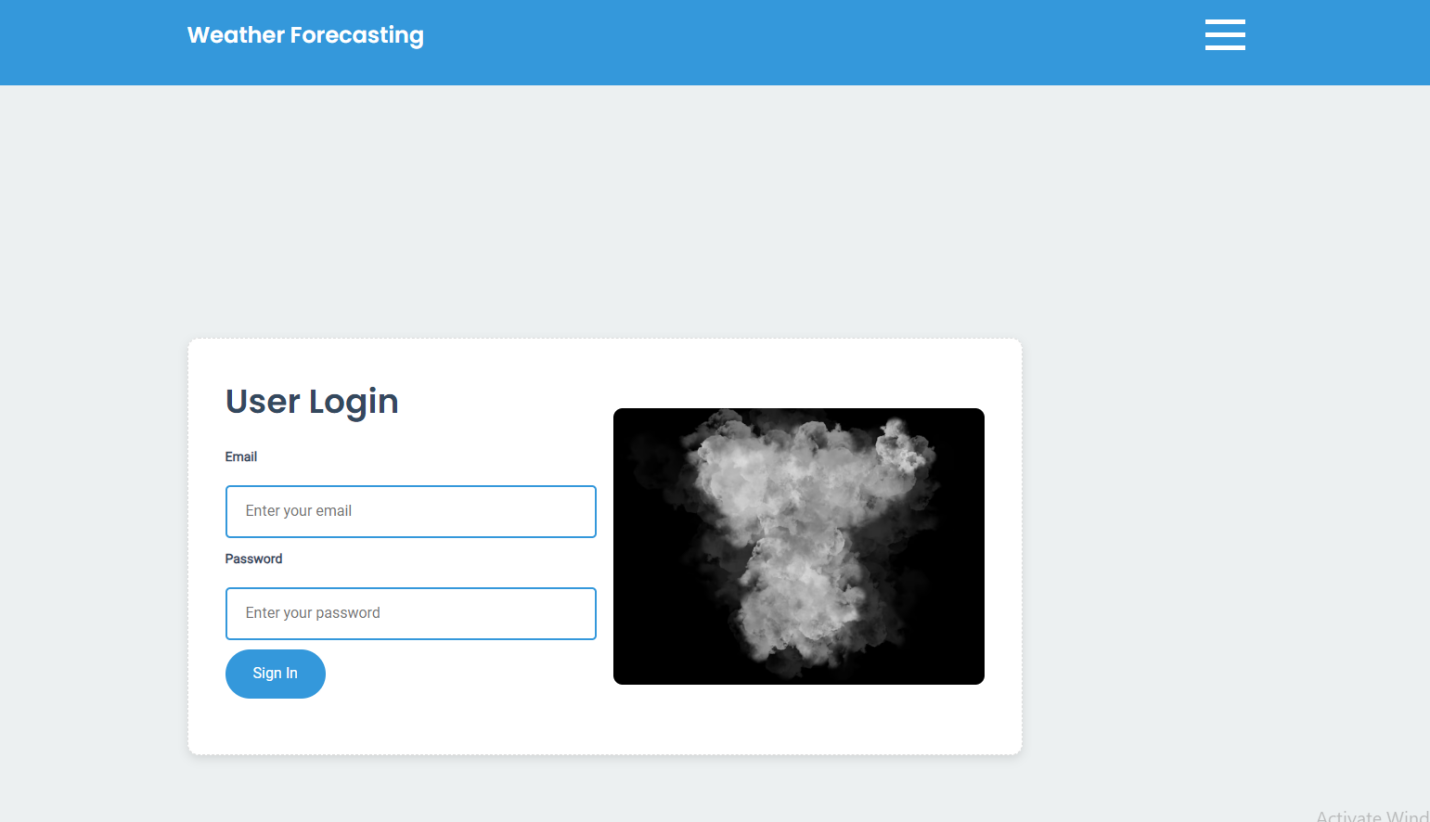 Weather Forecasting
User Login
Email
Enter your email
Password
Enter your password
Sign In
Activate Wind